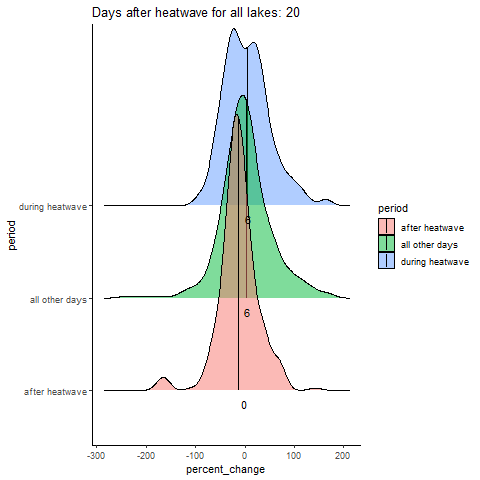 Days after heatwave for all lakes: 20
during heatwave
6
all other days
6
after heatwave
0
period
-300 -200 -100 0 100 200
percent_change
period
after heatwave
all other days
during heatwave